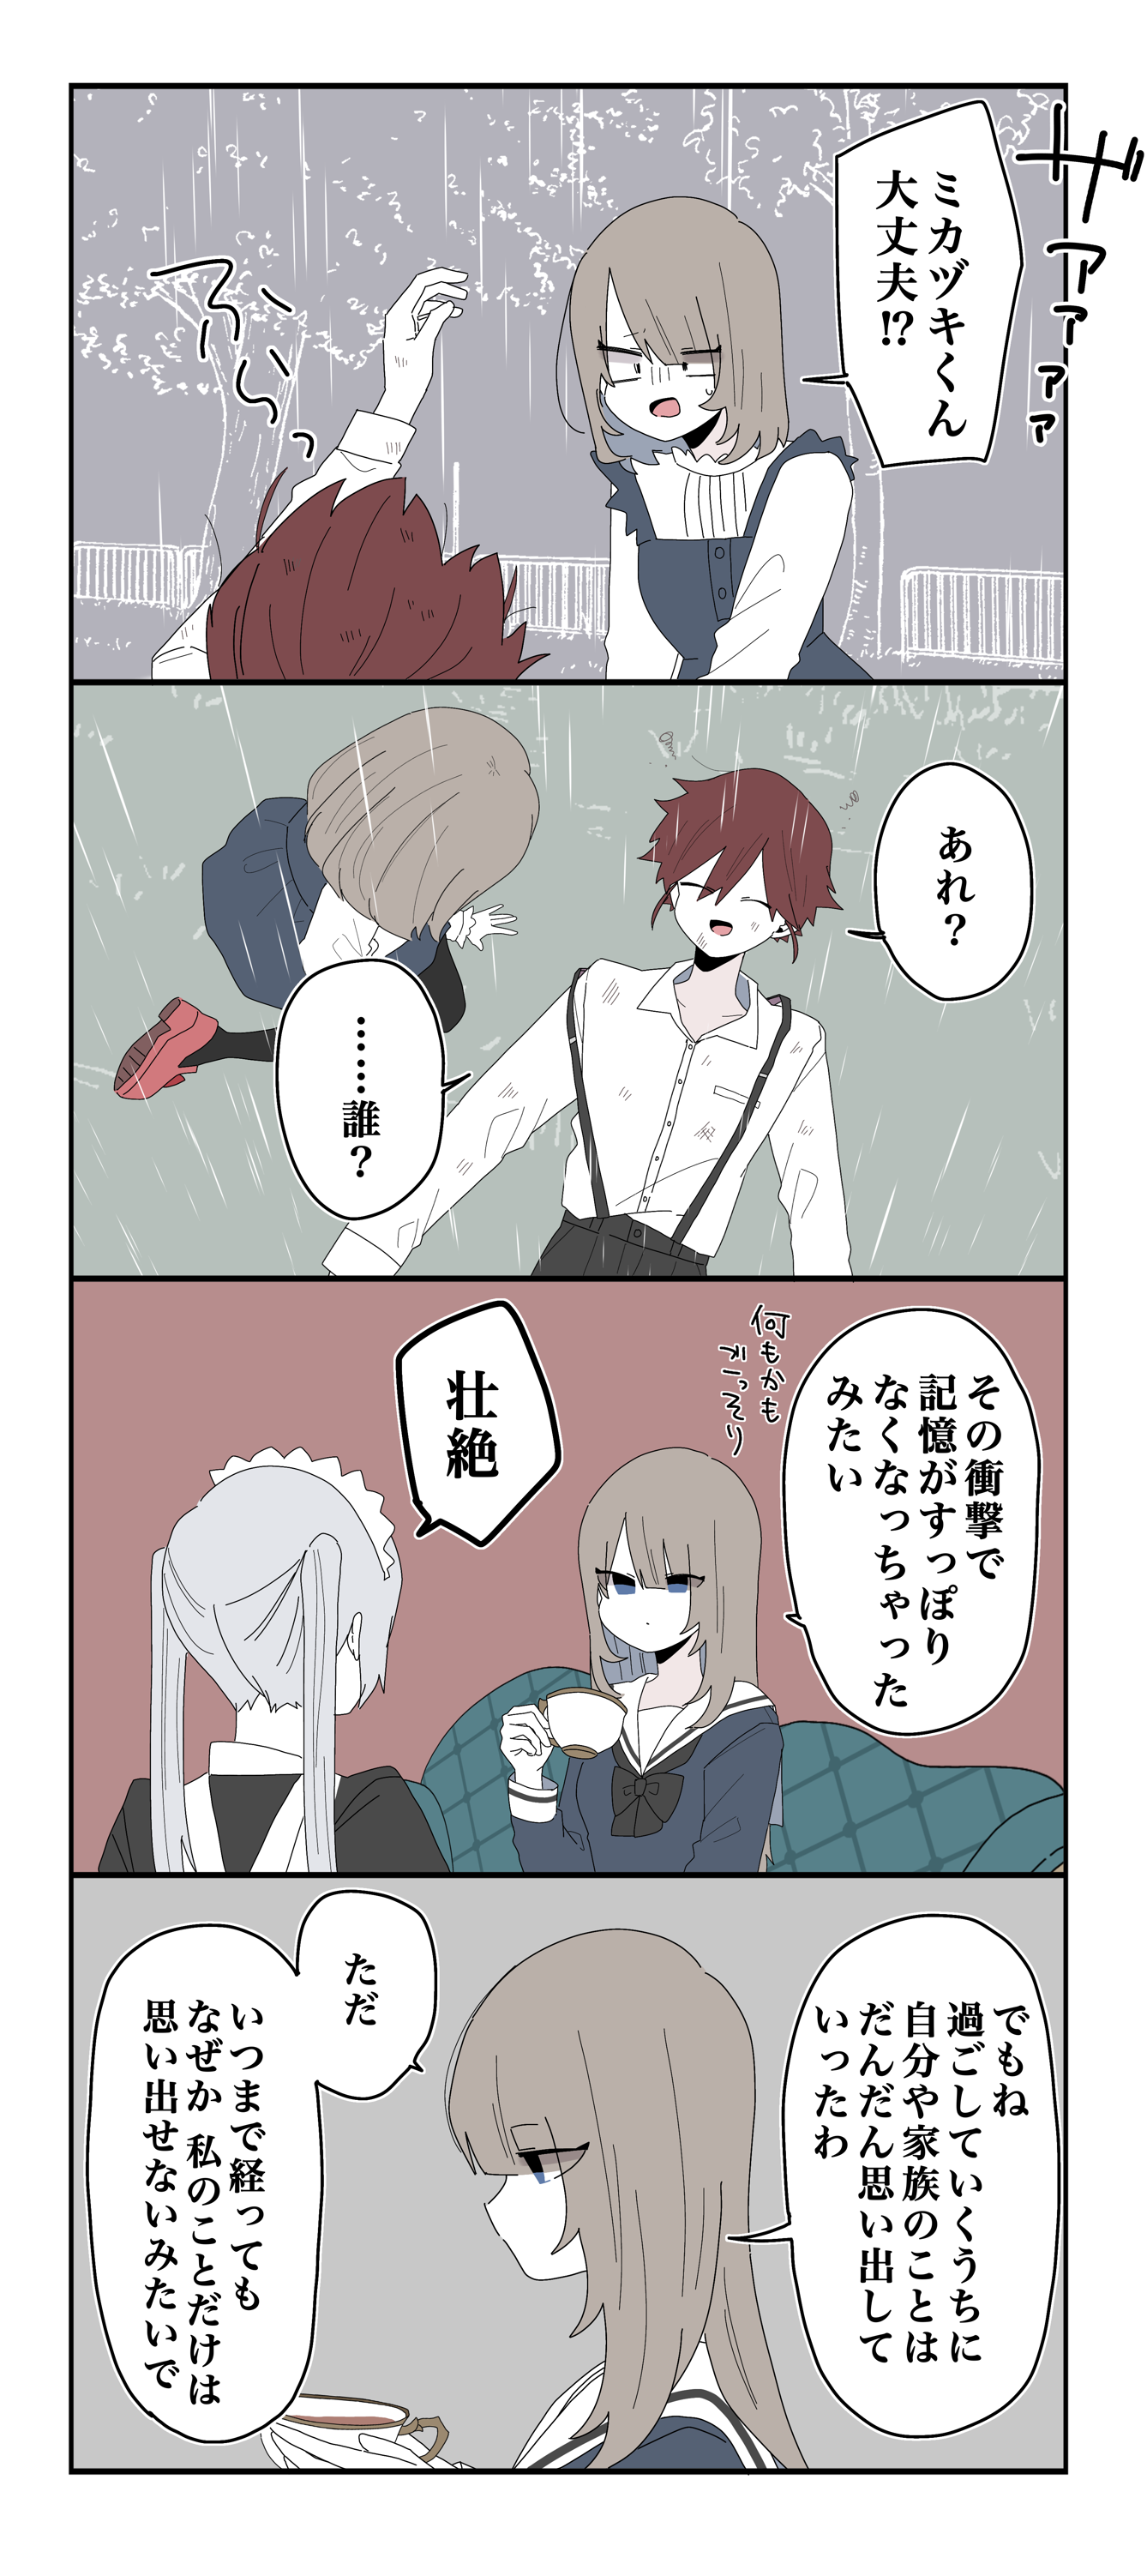 ザァァァァ
ミカヅキくん
大丈夫!?
あれ?
……誰?
その衝撃で
記憶がすっぽり
なくなっちゃった
みたい
何もかも
ごっそり
壮絶
でもね
過ごしていくうちに
自分や家族のことは
だんだん思い出して
いったわ
ただ
いつまで経っても
なぜか 私のことだけは
思い出せないみたいで